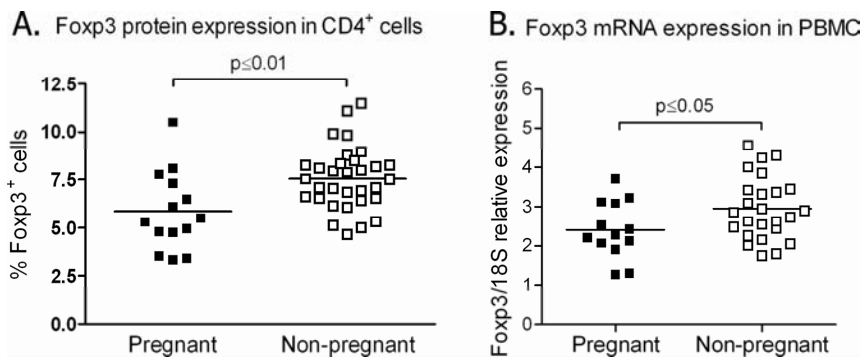 A. Foxp3 protein expression in CD4⁺ cells
p≤0.01
12.5
10.0
7.5
5.0
2.5
0.0
% Foxp3⁺ cells
Pregnant
Non-pregnant
B. Foxp3 mRNA expression in PBMC
p≤0.05
6
5
4
3
2
1
0
Foxp3/18S relative expression
Pregnant
Non-pregnant